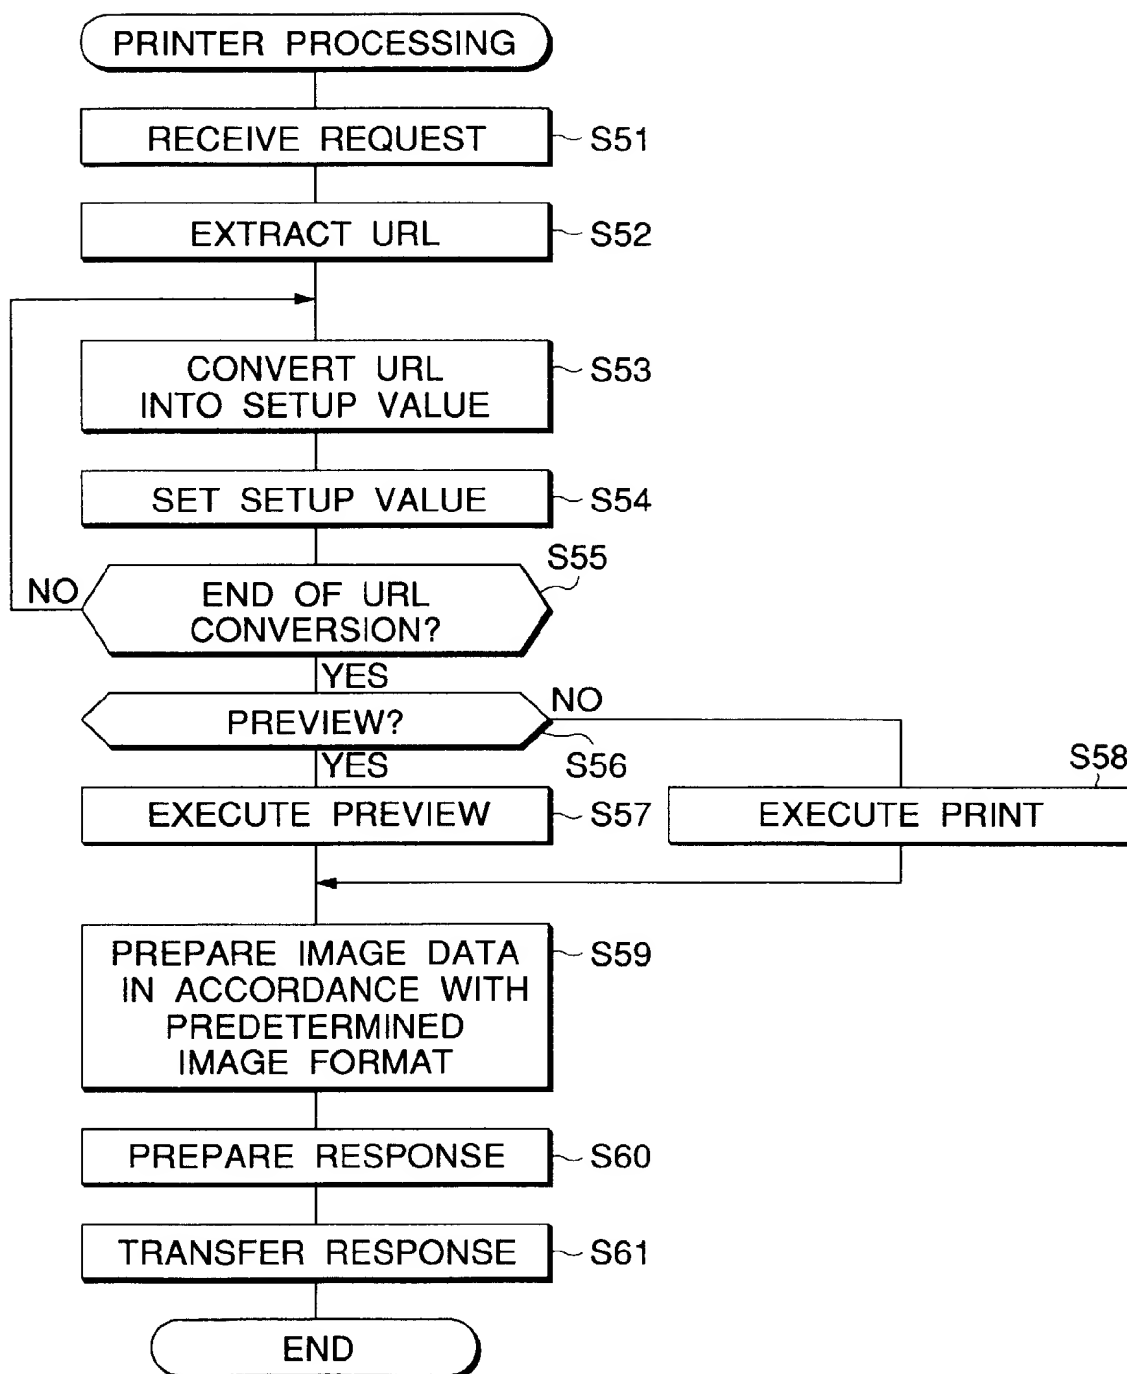 PRINTER PROCESSING
RECEIVE REQUEST
S51
EXTRACT URL
S52
CONVERT URL
INTO SETUP VALUE
S53
SET SETUP VALUE
S54
S55
NO
END OF URL
CONVERSION?
YES
PREVIEW?
NO
S56
YES
S58
EXECUTE PREVIEW
S57
EXECUTE PRINT
PREPARE IMAGE DATA
IN ACCORDANCE WITH
PREDETERMINED
IMAGE FORMAT
S59
PREPARE RESPONSE
S60
TRANSFER RESPONSE
S61
END